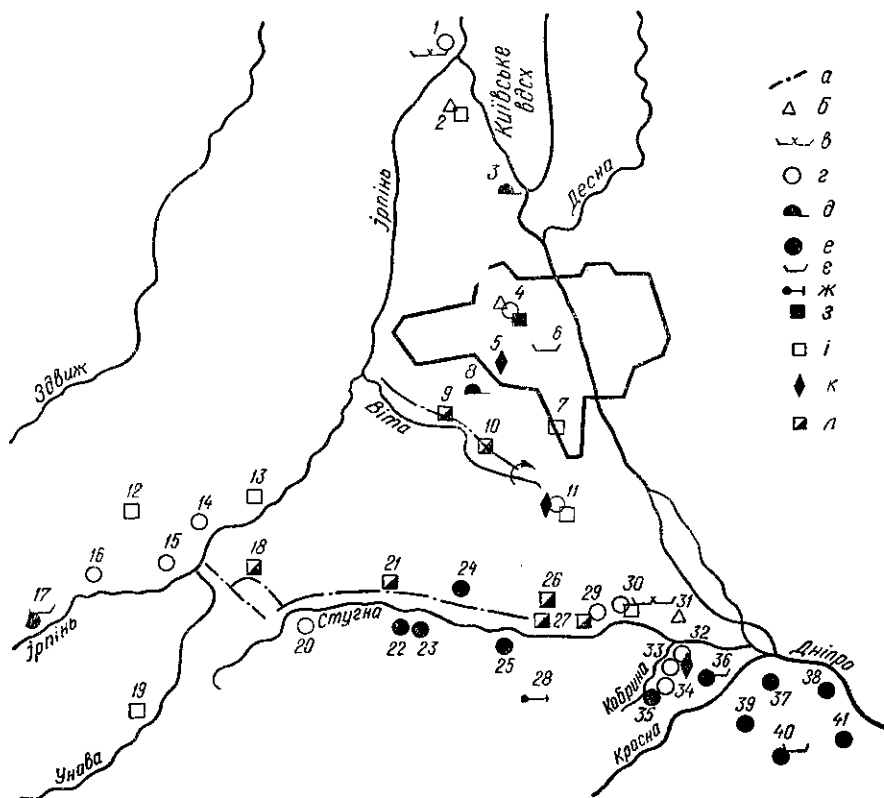 1
Київське
вдсх
а
2
б
в
3
Ірпінь
Десна
г
д
е
є
ж
з
і
к
л
4
5
6
Здвиж
8
9
7
Віта
10
11
12
13
14
15
16
17
18
21
24
26
29
30
31
27
Стугна
Ірпінь
20
22
23
25
32
33
Дніпро
28
36
34
38
37
35
Кобрина
19
39
Красна
40
41
Унава